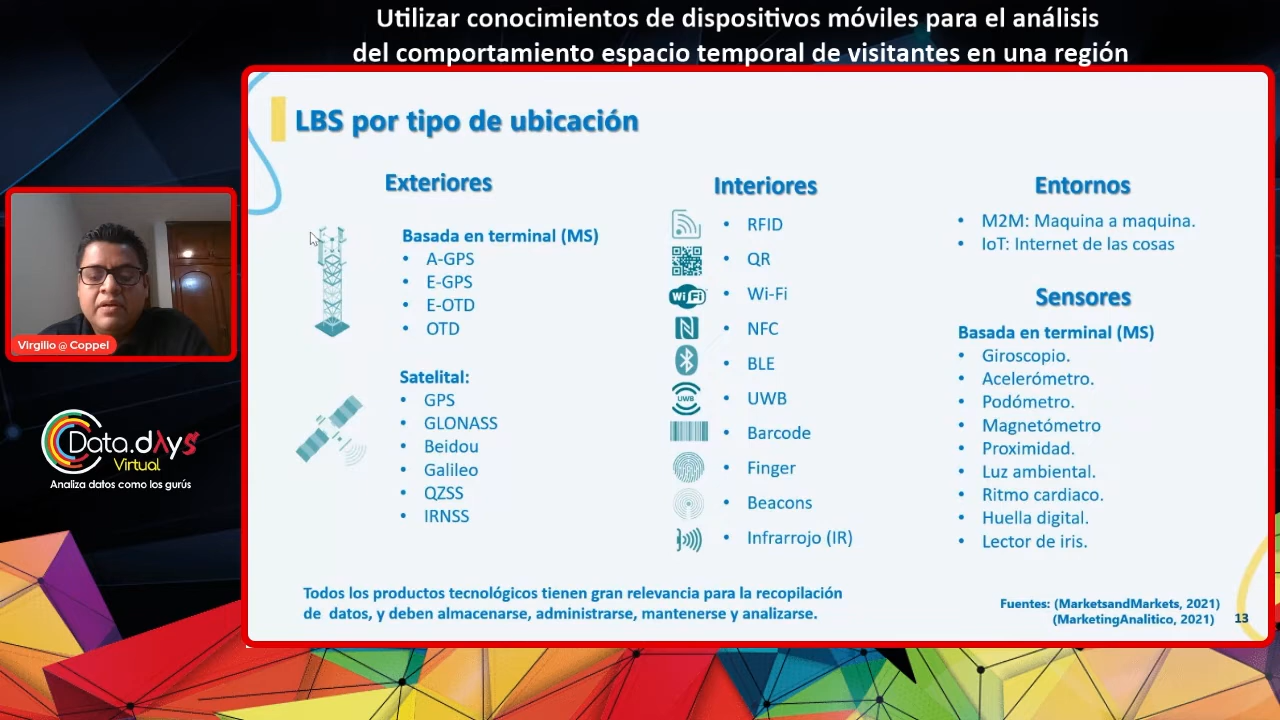 Utilizar conocimientos de dispositivos móviles para el análisis
del comportamiento espacio temporal de visitantes en una región
LBS por tipo de ubicación
Exteriores
Basada en terminal (MS)
• A-GPS
• E-GPS
• E-OTD
• OTD
Satelital:
• GPS
• GLONASS
• Beidou
• Galileo
• QZSS
• IRNSS
Interiores
• RFID
• QR
WiFi
• Wi-Fi
• NFC
• BLE
UWB
• UWB
• Barcode
• Finger
• Beacons
• Infrarrojo (IR)
Entornos
• M2M: Maquina a maquina.
• IoT: Internet de las cosas
Sensores
Basada en terminal (MS)
• Giroscopio.
• Acelerómetro.
• Podómetro.
• Magnetómetro
• Proximidad.
• Luz ambiental.
• Ritmo cardiaco.
• Huella digital.
• Lector de iris.
Todos los productos tecnológicos tienen gran relevancia para la recopilación
de datos, y deben almacenarse, administrarse, mantenerse y analizarse.
Fuentes: (MarketsandMarkets, 2021)
(MarketingAnalitico, 2021)
13
Virgilio @ Coppel
Data.dAys
Virtual
Analiza datos como los gurús